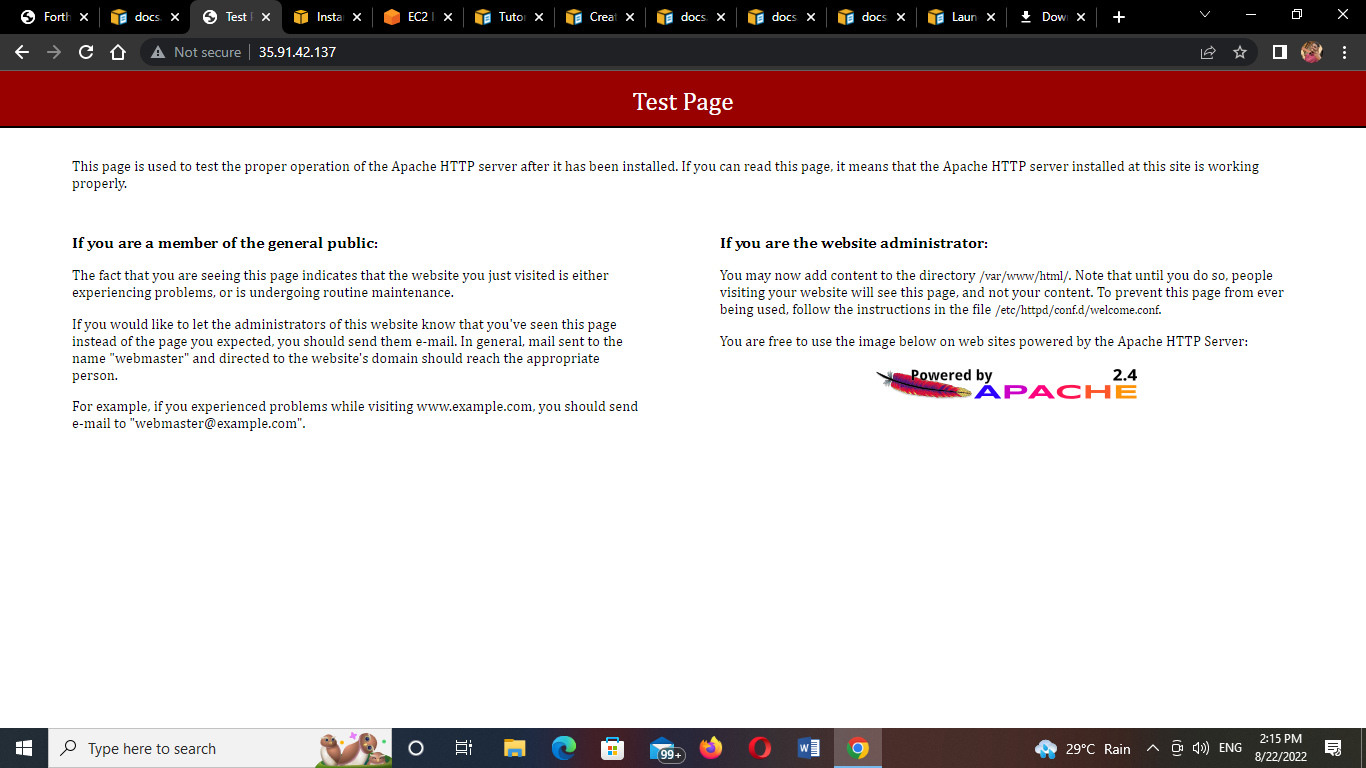 Forth
docs.
Test
Insta
EC2
Tutor
Creat
docs.
docs.
docs.
Laun
Down
Not secure
35.91.42.137
Test Page
This page is used to test the proper operation of the Apache HTTP server after it has been installed. If you can read this page, it means that the Apache HTTP server installed at this site is working
properly.
If you are a member of the general public:
The fact that you are seeing this page indicates that the website you just visited is either
experiencing problems, or is undergoing routine maintenance.
If you would like to let the administrators of this website know that you've seen this page
instead of the page you expected, you should send them e-mail. In general, mail sent to the
name "webmaster" and directed to the website's domain should reach the appropriate
person.
For example, if you experienced problems while visiting www.example.com, you should send
e-mail to "webmaster@example.com".
If you are the website administrator:
You may now add content to the directory /var/www/html/. Note that until you do so, people
visiting your website will see this page, and not your content. To prevent this page from ever
being used, follow the instructions in the file /etc/httpd/conf.d/welcome.conf.
You are free to use the image below on web sites powered by the Apache HTTP Server:
Powered by 2.4
APACHE
Type here to search
99+
29°C Rain
ENG
2:15 PM
8/22/2022